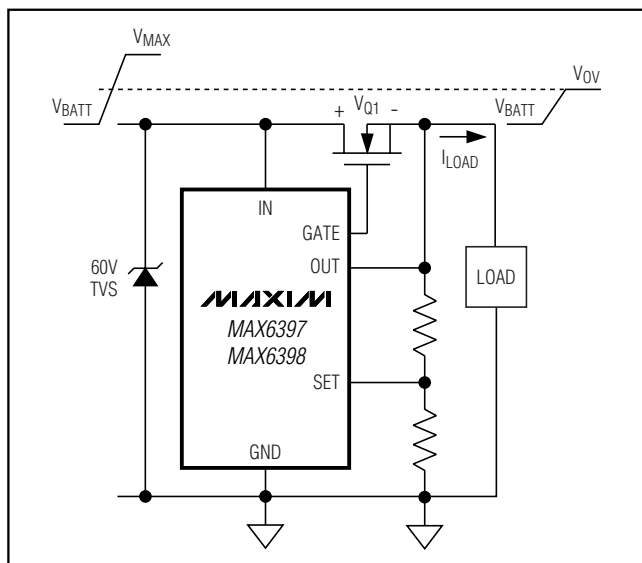 VMAX
VBATT
VQ1
+ -
VOV
VBATT
ILOAD
IN
GATE
OUT
60V
TVS
LOAD
MAXIM
MAX6397
MAX6398
SET
GND